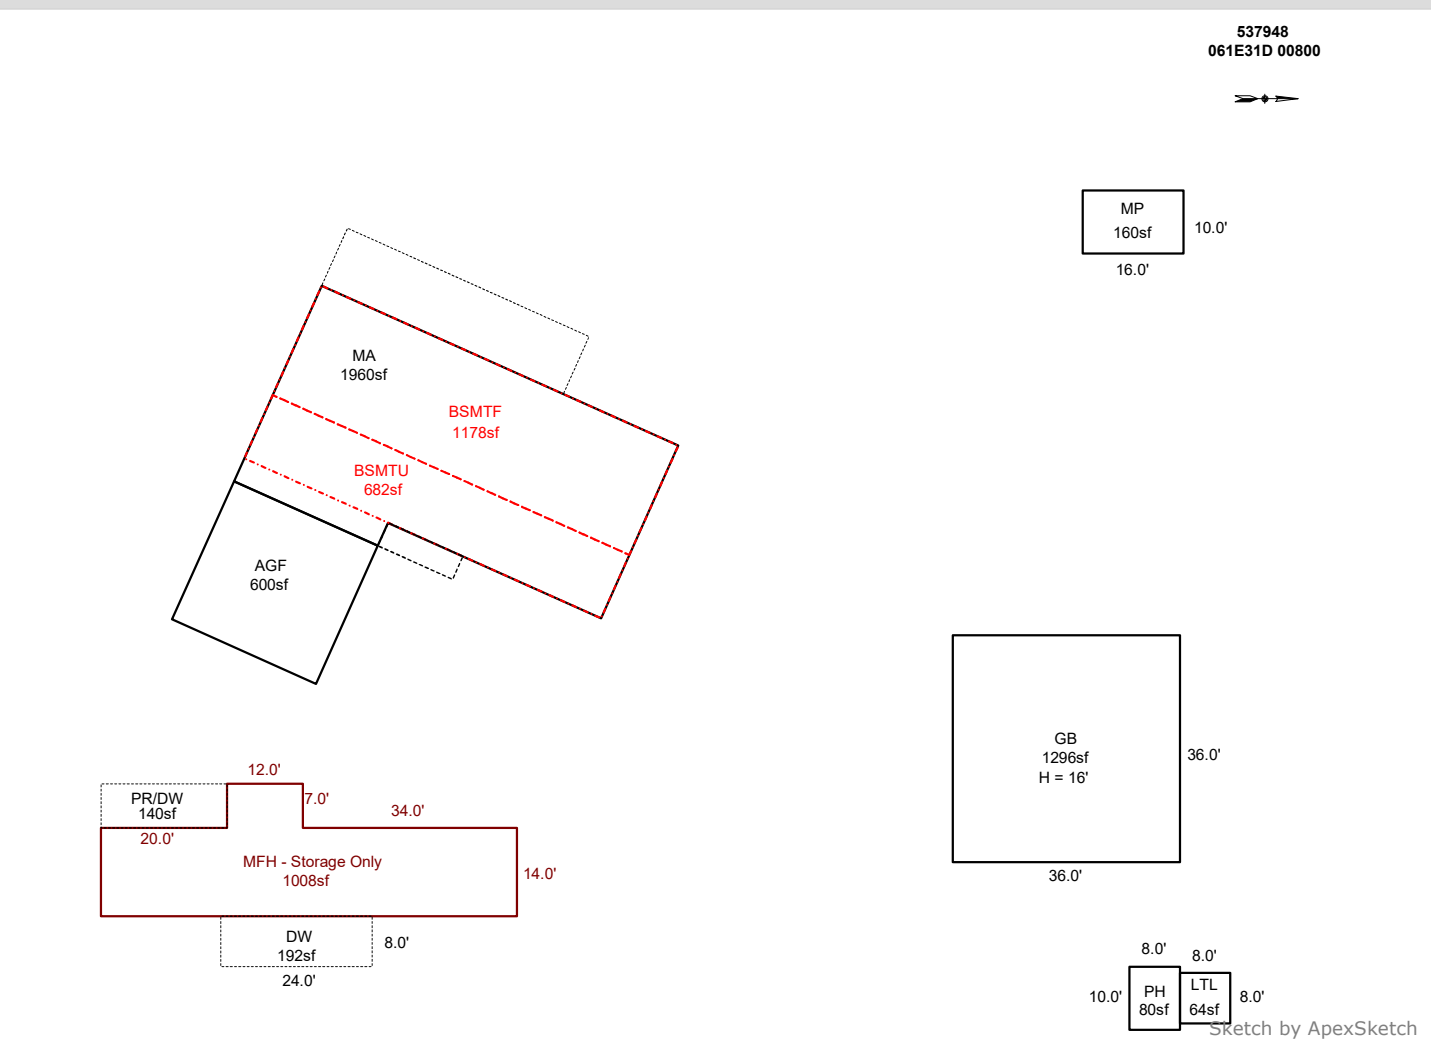 537948
061E31D 00800
MP
160sf
10.0'
16.0'
MA
1960sf
BSMTF
1178sf
BSMTU
682sf
AGF
600sf
GB
1296sf
H = 16'
36.0'
36.0'
12.0'
PR/DW
140sf
7.0'
34.0'
20.0'
MFH - Storage Only
1008sf
14.0'
DW
192sf
8.0'
24.0'
8.0'
8.0'
10.0'
PH
80sf
LTL
64sf
8.0'
Sketch by ApexSketch